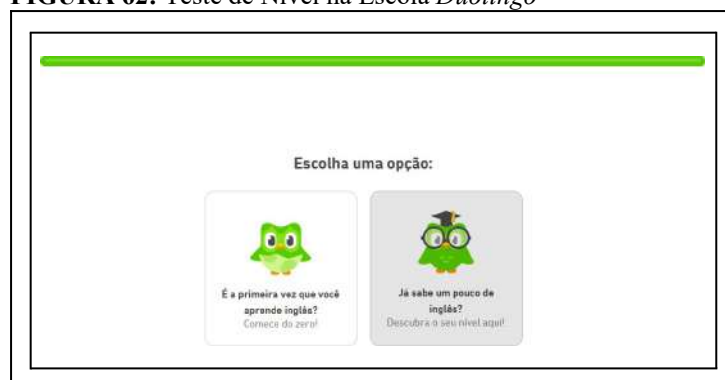 FIGURA 02: Teste de Nível na Escola Duolingo
Escolha uma opção:
É a primeira vez que você
aprende inglês?
Comece do zero!
Já sabe um pouco de
inglês?
Descubra o seu nível aqui!